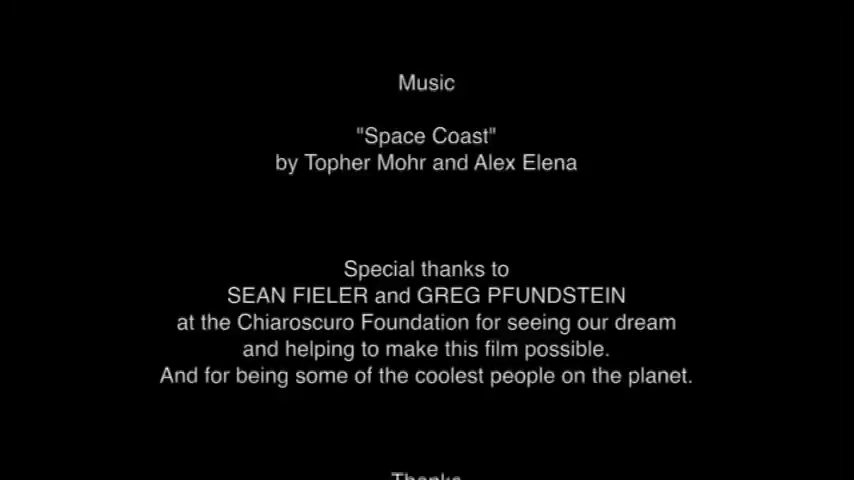 Music
"Space Coast"
by Topher Mohr and Alex Elena
Special thanks to
SEAN FIELER and GREG PFUNDSTEIN
at the Chiaroscuro Foundation for seeing our dream
and helping to make this film possible.
And for being some of the coolest people on the planet.
Thanks